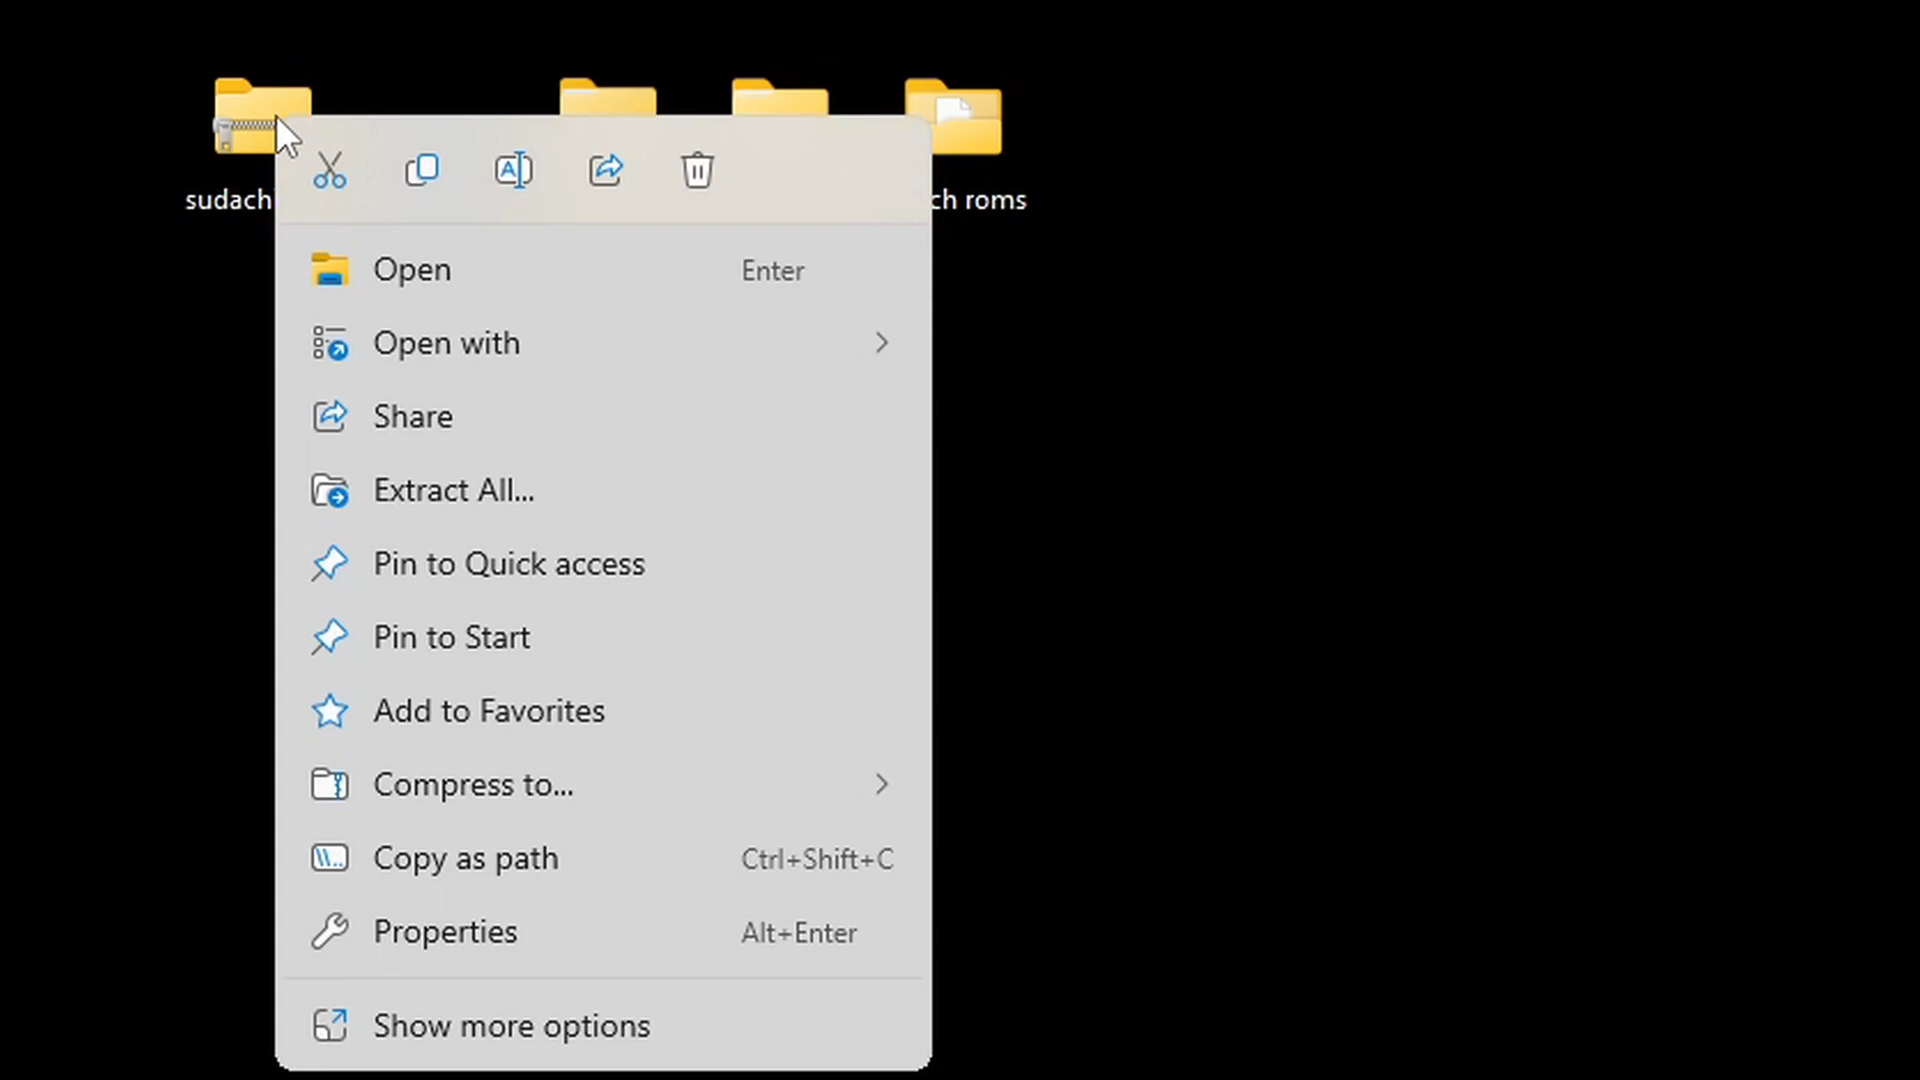 sudach
ch roms
Open Enter
Open with
Share
Extract All...
Pin to Quick access
Pin to Start
Add to Favorites
Compress to...
Copy as path Ctrl+Shift+C
Properties Alt+Enter
Show more options